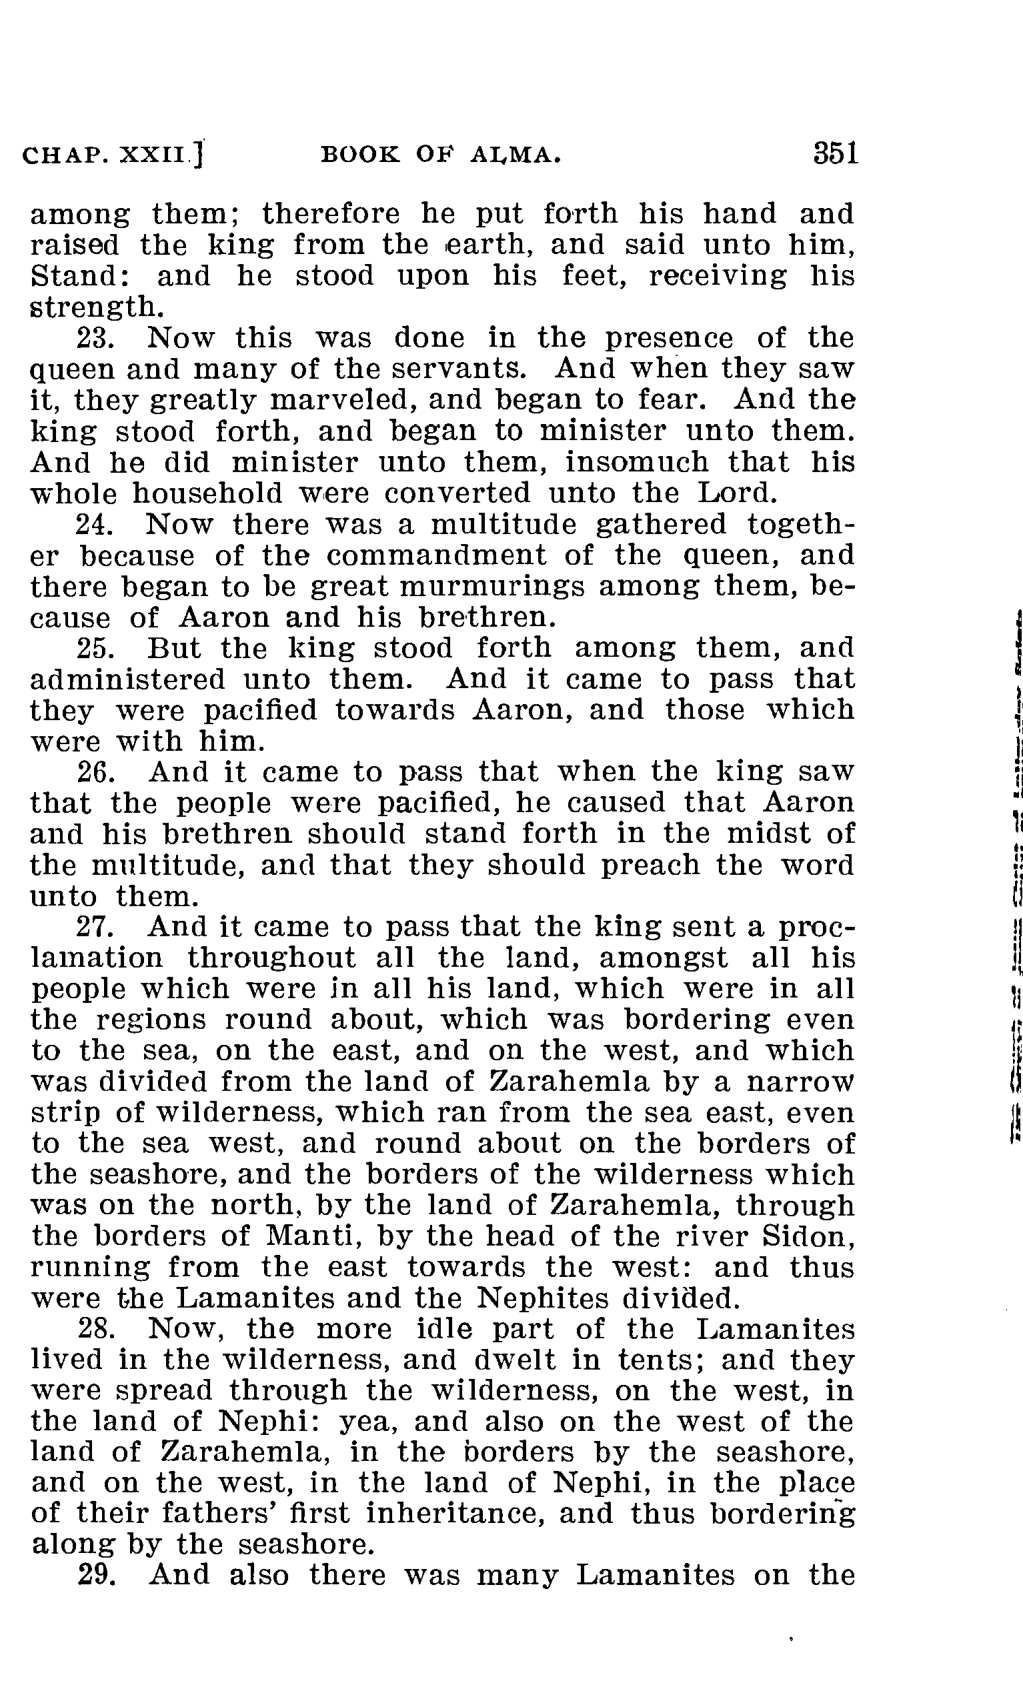 CHAP. XXII.] BOOK OF ALMA. 351
among them; therefore he put forth his hand and
raised the king from the earth, and said unto him,
Stand: and he stood upon his feet, receiving his
strength.
23. Now this was done in the presence of the
queen and many of the servants. And when they saw
it, they greatly marveled, and began to fear. And the
king stood forth, and began to minister unto them.
And he did minister unto them, insomuch that his
whole household were converted unto the Lord.
24. Now there was a multitude gathered togeth-
er because of the commandment of the queen, and
there began to be great murmurings among them, be-
cause of Aaron and his brethren.
25. But the king stood forth among them, and
administered unto them. And it came to pass that
they were pacified towards Aaron, and those which
were with him.
26. And it came to pass that when the king saw
that the people were pacified, he caused that Aaron
and his brethren should stand forth in the midst of
the multitude, and that they should preach the word
unto them.
27. And it came to pass that the king sent a proc-
lamation throughout all the land, amongst all his
people which were in all his land, which were in all
the regions round about, which was bordering even
to the sea, on the east, and on the west, and which
was divided from the land of Zarahemla by a narrow
strip of wilderness, which ran from the sea east, even
to the sea west, and round about on the borders of
the seashore, and the borders of the wilderness which
was on the north, by the land of Zarahemla, through
the borders of Manti, by the head of the river Sidon,
running from the east towards the west: and thus
were the Lamanites and the Nephites divided.
28. Now, the more idle part of the Lamanites
lived in the wilderness, and dwelt in tents; and they
were spread through the wilderness, on the west, in
the land of Nephi: yea, and also on the west of the
land of Zarahemla, in the borders by the seashore,
and on the west, in the land of Nephi, in the place
of their fathers' first inheritance, and thus bordering
along by the seashore.
29. And also there was many Lamanites on the